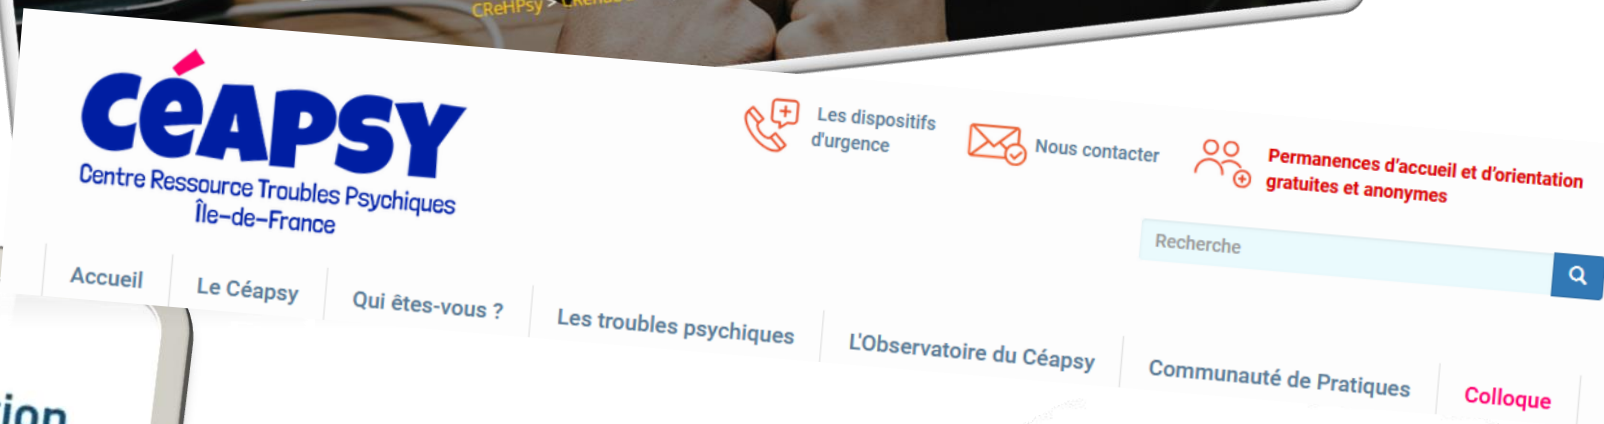 CReHPsy >
CÉAPSY
Centre Ressource Troubles Psychiques
Île-de-France
Les dispositifs
d'urgence
Nous contacter
Permanences d'accueil et d'orientation
gratuites et anonymes
Recherche
Accueil
Le Céapsy
Qui êtes-vous ?
Les troubles psychiques
L'Observatoire du Céapsy
Communauté de Pratiques
Colloque